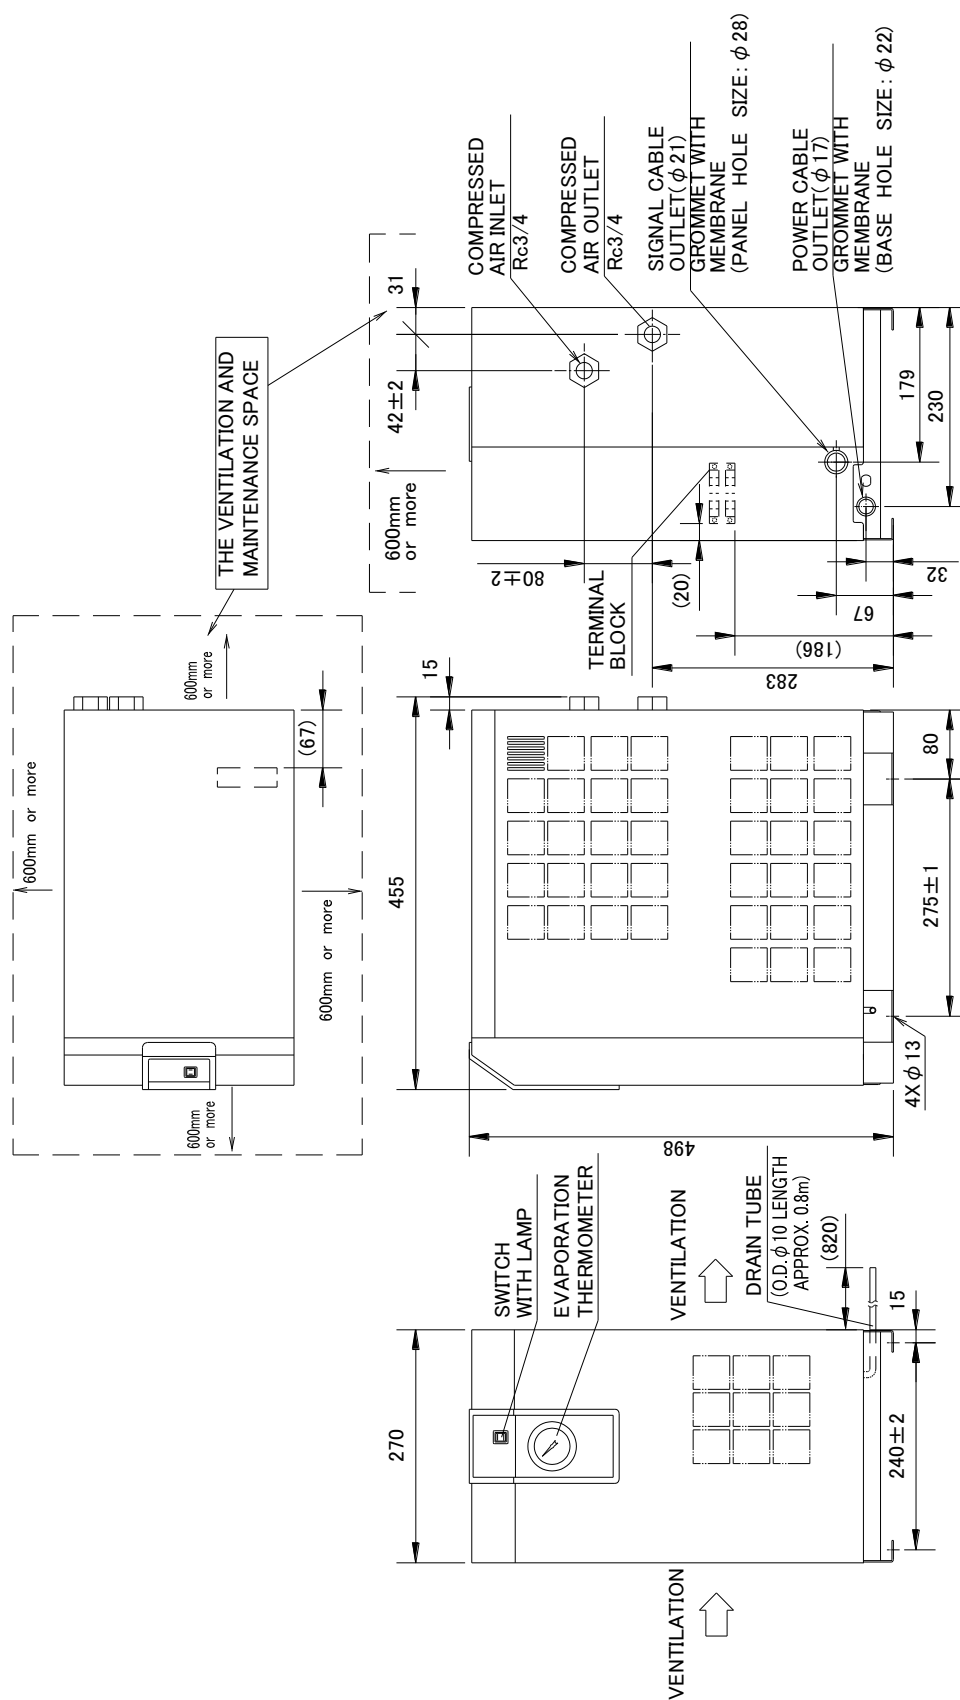 600mm or more
600mm or more
600mm
or more
600mm
or more
(67)
THE VENTILATION AND
MAINTENANCE SPACE
270
SWITCH
WITH LAMP
EVAPORATION
THERMOMETER
VENTILATION
VENTILATION
DRAIN TUBE
(O.D.φ10 LENGTH
APPROX. 0.8m)
(820)
15
240±2
455
15
498
4Xφ13
275±1
80
283
(186)
67
32
(20)
80±2
TERMINAL
BLOCK
600mm
or more
42±2
31
COMPRESSED
AIR INLET
Rc3/4
COMPRESSED
AIR OUTLET
Rc3/4
SIGNAL CABLE
OUTLET(φ21)
GROMMET WITH
MEMBRANE
(PANEL HOLE SIZE:φ28)
POWER CABLE
OUTLET(φ17)
GROMMET WITH
MEMBRANE
(BASE HOLE SIZE:φ22)
179
230